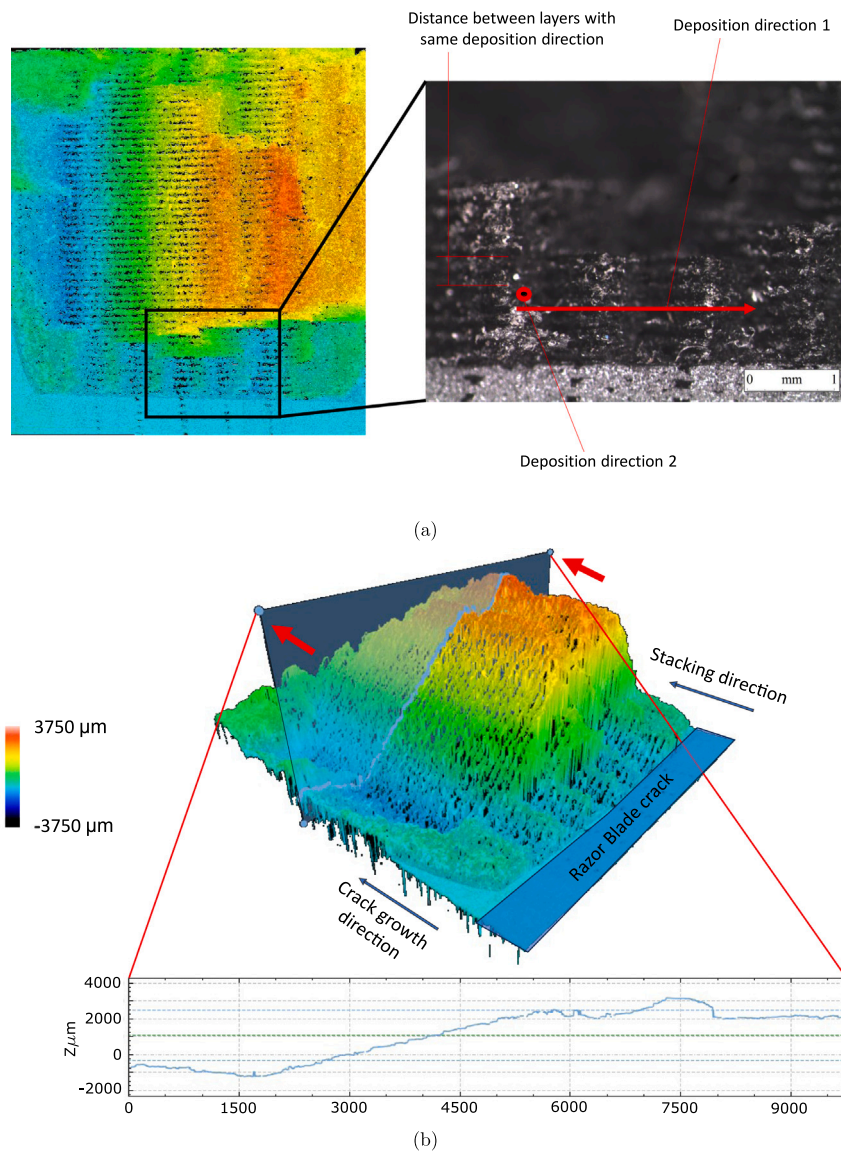 Distance between layers with
same deposition direction
Deposition direction 1
0 mm 1
Deposition direction 2
(a)
Stacking direction
3750 µm
-3750 µm
Razor Blade crack
Crack growth
direction
4000
2000
0
-2000
Zµm
0 1500 3000 4500 6000 7500 9000
(b)